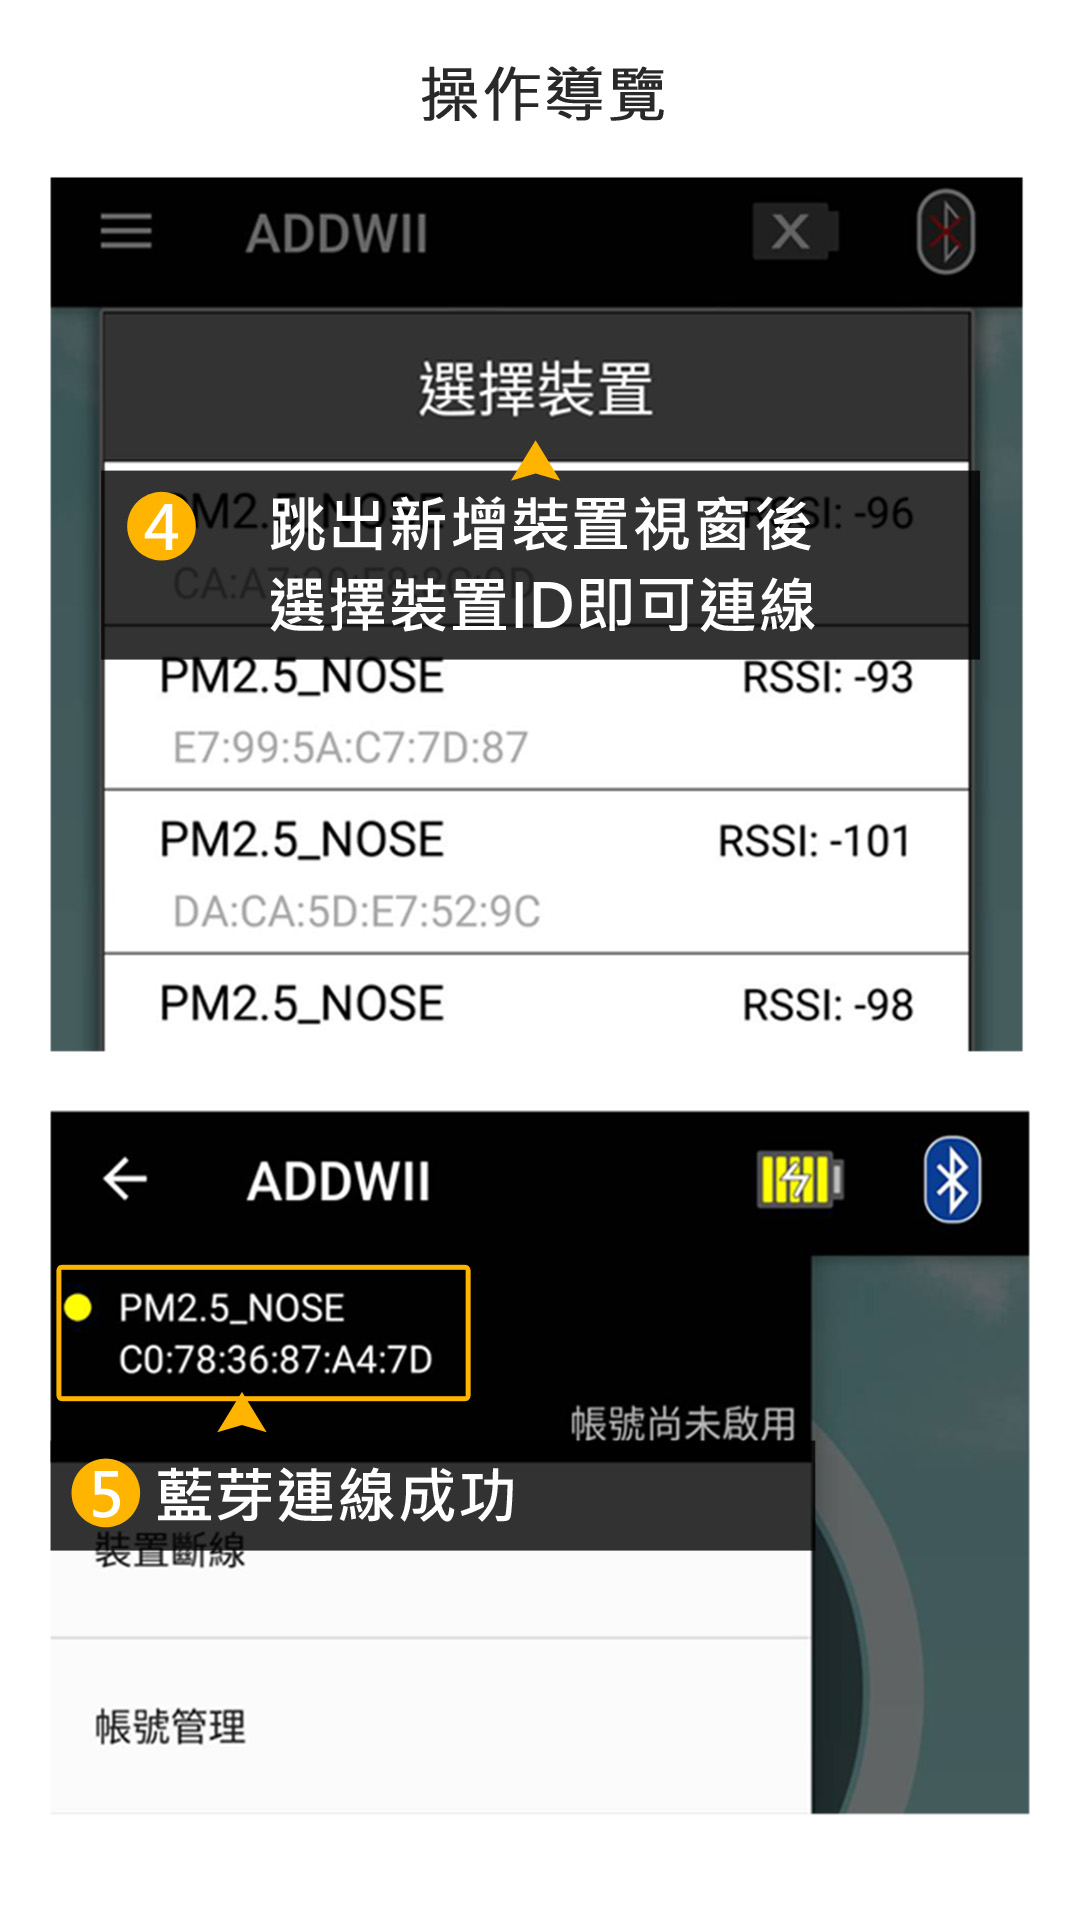 操作導覽
ADDWII
選擇裝置
PM2.5_NOSE RSSI: -96
4 跳出新增裝置視窗後
選擇裝置ID即可連線
PM2.5_NOSE RSSI: -93
E7:99:5A:C7:7D:87
PM2.5_NOSE RSSI: -101
DA:CA:5D:E7:52:9C
PM2.5_NOSE RSSI: -98
ADDWII
PM2.5_NOSE
C0:78:36:87:A4:7D
帳號尚未啟用
5 藍芽連線成功
裝置斷線
帳號管理